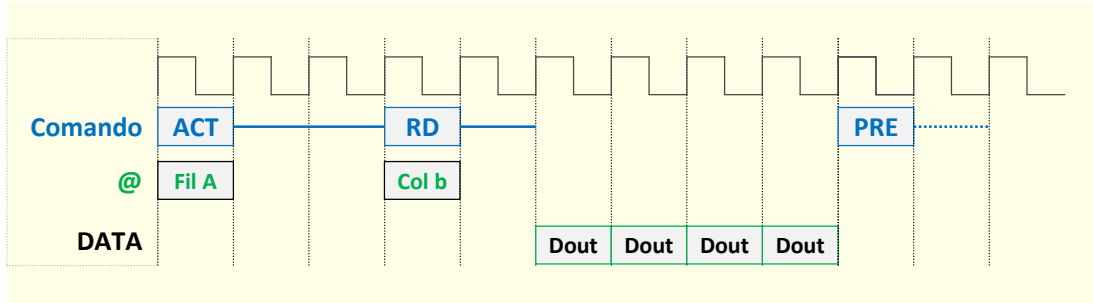 Comando ACT RD PRE
@ Fil A Col b
DATA Dout Dout Dout Dout